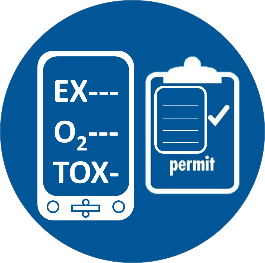 EX---
O₂---
TOX-
permit